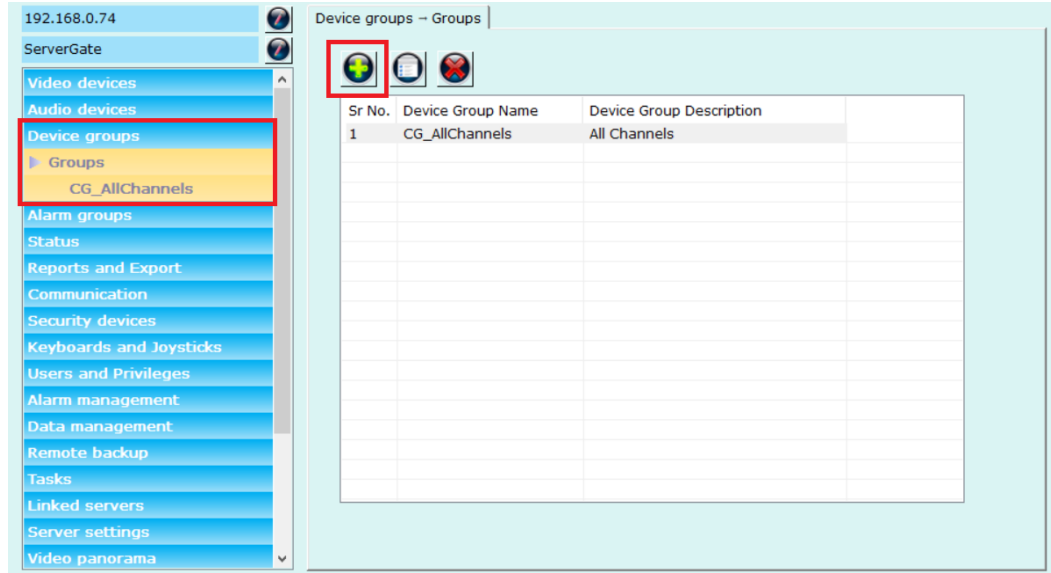 192.168.0.74
ServerGate
Video devices
Audio devices
Device groups
Groups
CG_AllChannels
Alarm groups
Status
Reports and Export
Communication
Security devices
Keyboards and Joysticks
Users and Privileges
Alarm management
Data management
Remote backup
Tasks
Linked servers
Server settings
Video panorama
Device groups → Groups
Sr No. Device Group Name Device Group Description
1 CG_AllChannels All Channels